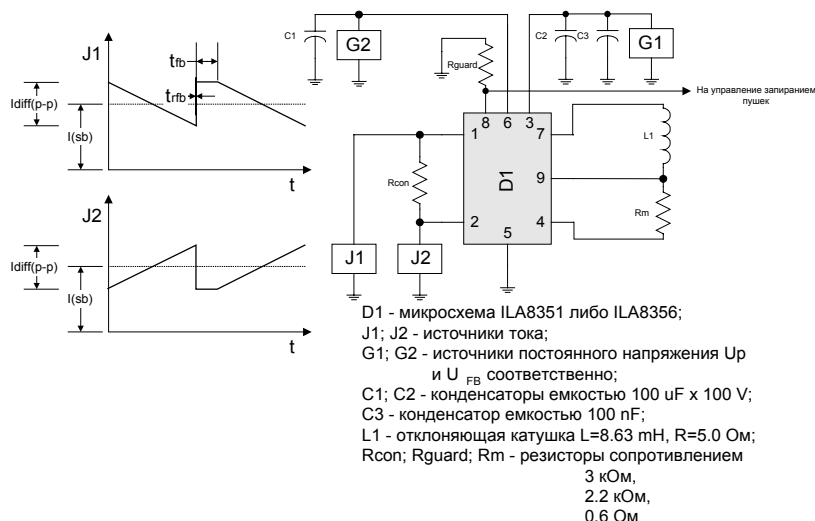 J1
tfb
Idiff(p-p)
trfb
I(sb)
t
J2
Idiff(p-p)
I(sb)
t
C1
G2
Rguard
C2
C3
G1
На управление запиранием
пушек
8
6
3
1
7
L1
Rcon
D1
9
Rm
2
4
5
J1
J2
D1 - микросхема ILA8351 либо ILA8356;
J1; J2 - источники тока;
G1; G2 - источники постоянного напряжения Up
и U FB соответственно;
C1; C2 - конденсаторы емкостью 100 uF x 100 V;
C3 - конденсатор емкостью 100 nF;
L1 - отклоняющая катушка L=8.63 mH, R=5.0 Ом;
Rcon; Rguard; Rm - резисторы сопротивлением
3 кОм,
2.2 кОм,
0.6 Ом